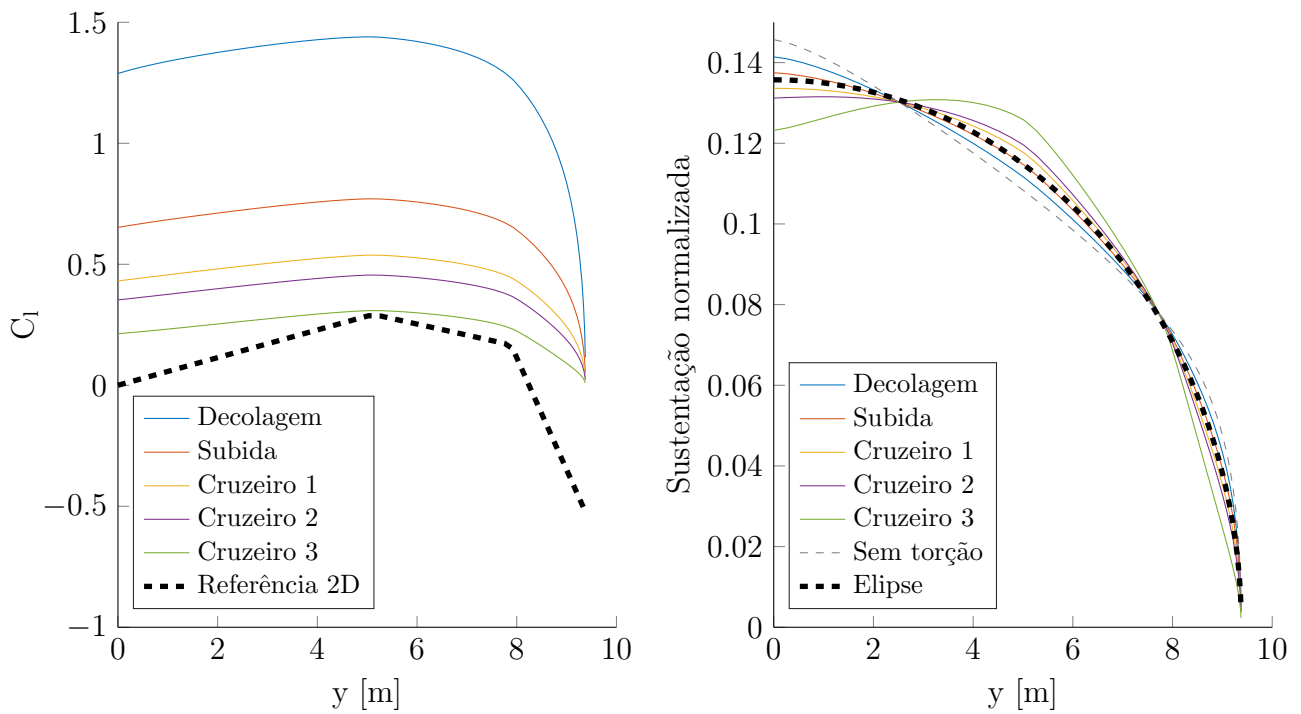 1.5
1
0.5
0
−0.5
−1
C_l
0
2
4
6
8
10
y [m]
Decolagem
Subida
Cruzeiro 1
Cruzeiro 2
Cruzeiro 3
Referência 2D
0.14
0.12
0.1
0.08
0.06
0.04
0.02
0
Sustentação normalizada
0
2
4
6
8
10
y [m]
Decolagem
Subida
Cruzeiro 1
Cruzeiro 2
Cruzeiro 3
Sem torção
Elipse